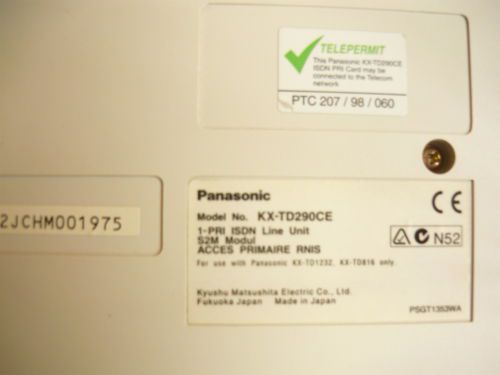 TELEPERMIT
This Panasonic KX-TD290CE
ISDN PRI Card may be
connected to the Telecom
network
PTC 207 / 98 / 060
2JCHM001975
Panasonic
Model No. KX-TD290CE
1-PRI ISDN Line Unit
S2M Modul
ACCES PRIMAIRE RNIS
For use with Panasonic KX-TD1232, KX-TD816 only.
Kyushu Matsushita Electric Co., Ltd.
Fukuoka Japan Made in Japan
CE
N52
PSGT1353WA